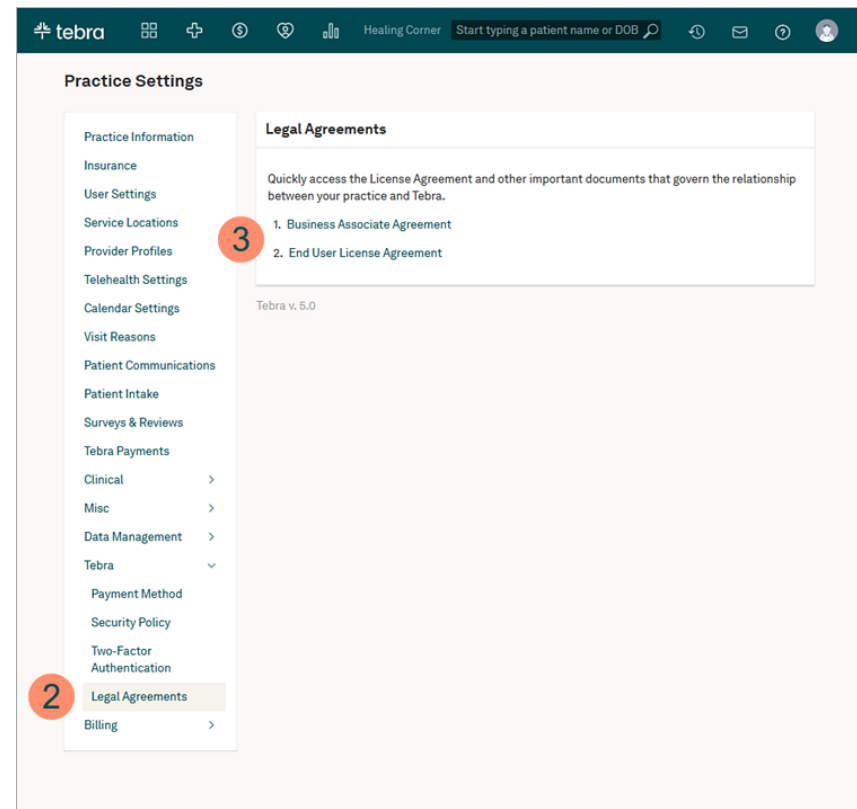 tebra
Healing Corner
Start typing a patient name or DOB
Practice Settings
Practice Information
Insurance
User Settings
Service Locations
Provider Profiles
Telehealth Settings
Calendar Settings
Visit Reasons
Patient Communications
Patient Intake
Surveys & Reviews
Tebra Payments
Clinical
Misc
Data Management
Tebra
Payment Method
Security Policy
Two-Factor
Authentication
2
Legal Agreements
Billing
Legal Agreements
Quickly access the License Agreement and other important documents that govern the relationship
between your practice and Tebra.
3
1. Business Associate Agreement
2. End User License Agreement
Tebra v. 5.0